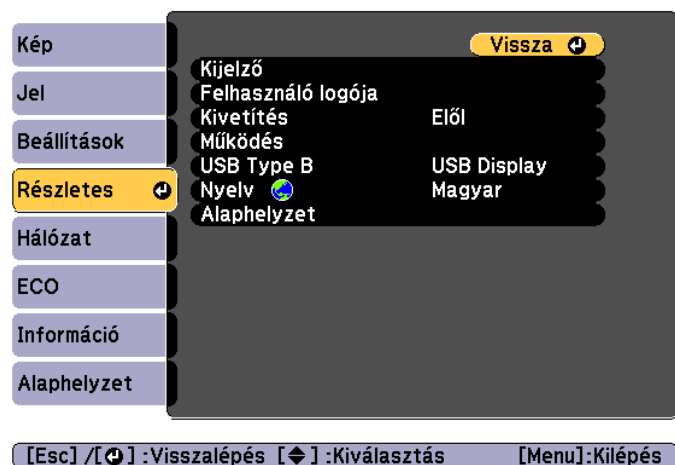 Kép
Jel
Beállítások
Részletes
Hálózat
ECO
Információ
Alaphelyzet
Vissza
Kijelző
Felhasználó logója
Kivetítés Elől
Működés
USB Type B USB Display
Nyelv Magyar
Alaphelyzet
[Esc] /[ ] :Visszalépés [ ] :Kiválasztás [Menu]:Kilépés